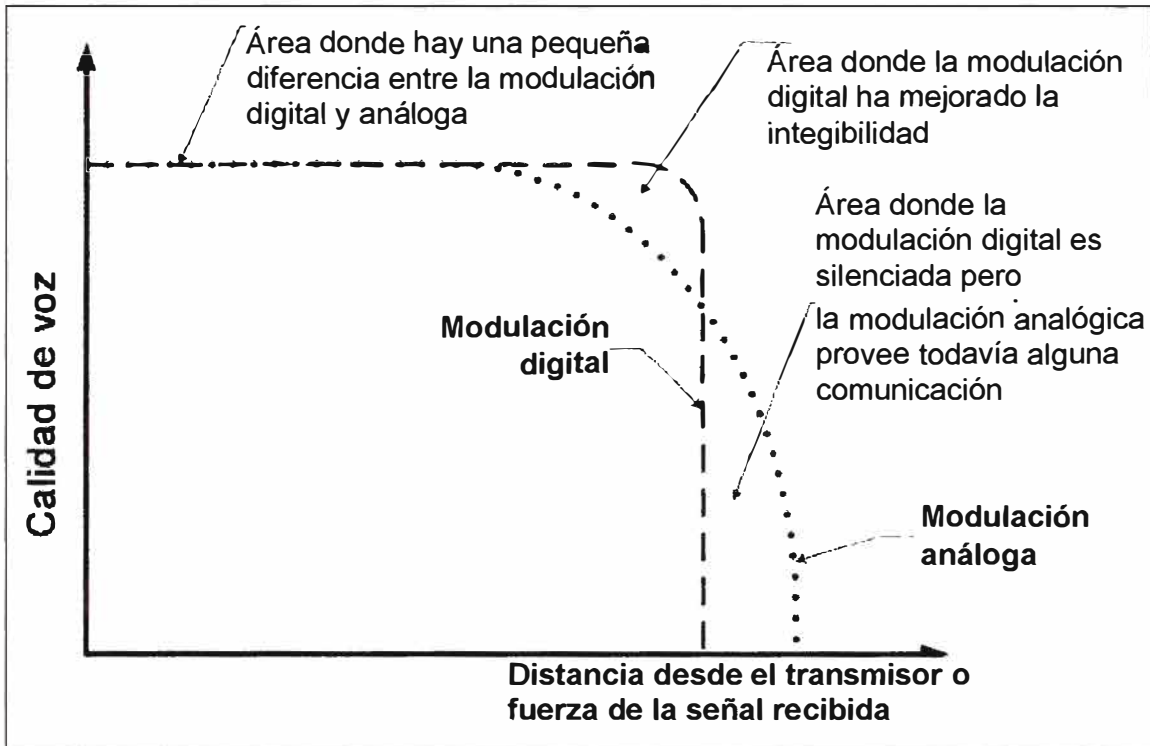 Área donde hay una pequeña
diferencia entre la modulación
digital y análoga
Área donde la modulación
digital ha mejorado la
integibilidad
Área donde la
modulación digital es
silenciada pero
la modulación analógica
provee todavía alguna
comunicación
Modulación
digital
Modulación
análoga
Calidad de voz
Distancia desde el transmisor o
fuerza de la señal recibida